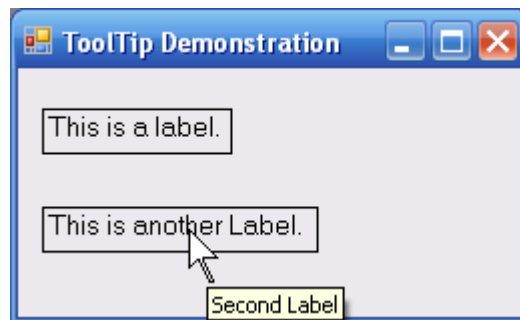 ToolTip Demonstration
This is a label.
This is another Label.
Second Label